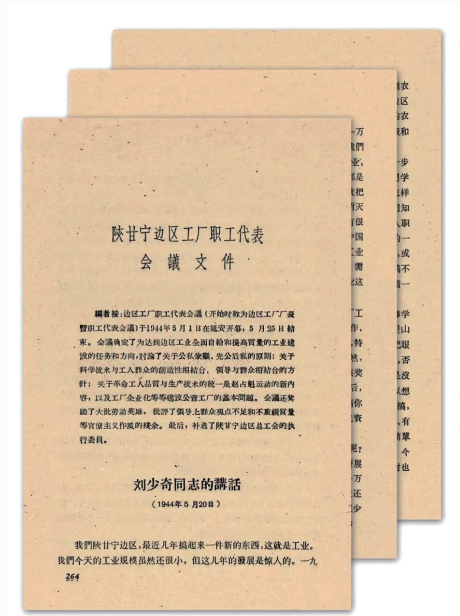 陕甘宁边区工厂职工代表
会議文件
編者按:边区工厂职工代表会議(开始时称为边区工厂厂长
暨职工代表会議)于1944年5月1日在延安开幕,5月25日結
束。会議确定了为达到边区工业全面自給和提高質量的工业建
設的任务和方向;討論了关于公私兼顧,先公后私的原則;关于
科学技术与工人群众的創造性相結合、領导与群众相結合的方
針;关于革命工人品質与生产技术的統一是赵占魁运动的新內
容,以及工厂企业化等等建設公营工厂的基本問題。会議还奖
励了大批劳动英雄,批評了領导上群众观点不足和不重视質量
等官僚主义作風的殘余。最后,补选了陕甘宁边区总工会的执
行委員。
刘少奇同志的講話
(1944年5月20日)
我們陕甘宁边区,最近几年搞起来一件新的东西,这就是工业。
我們今天的工业規模虽然还很小,但这几年的發展是惊人的。一九
264